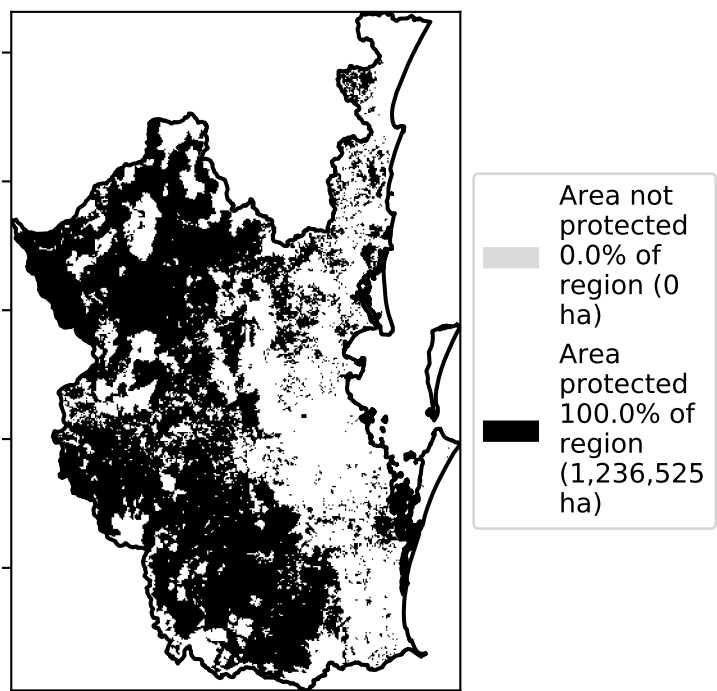 Area not
protected
0.0% of
region (0
ha)
Area
protected
100.0% of
region
(1,236,525
ha)